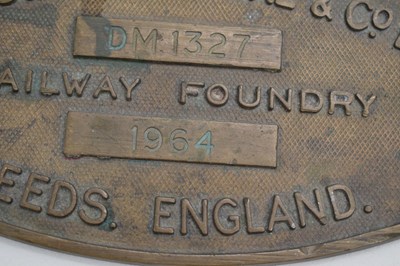 & Co
DM.1327
AILWAY FOUNDRY
1964
EEDS. ENGLAND.